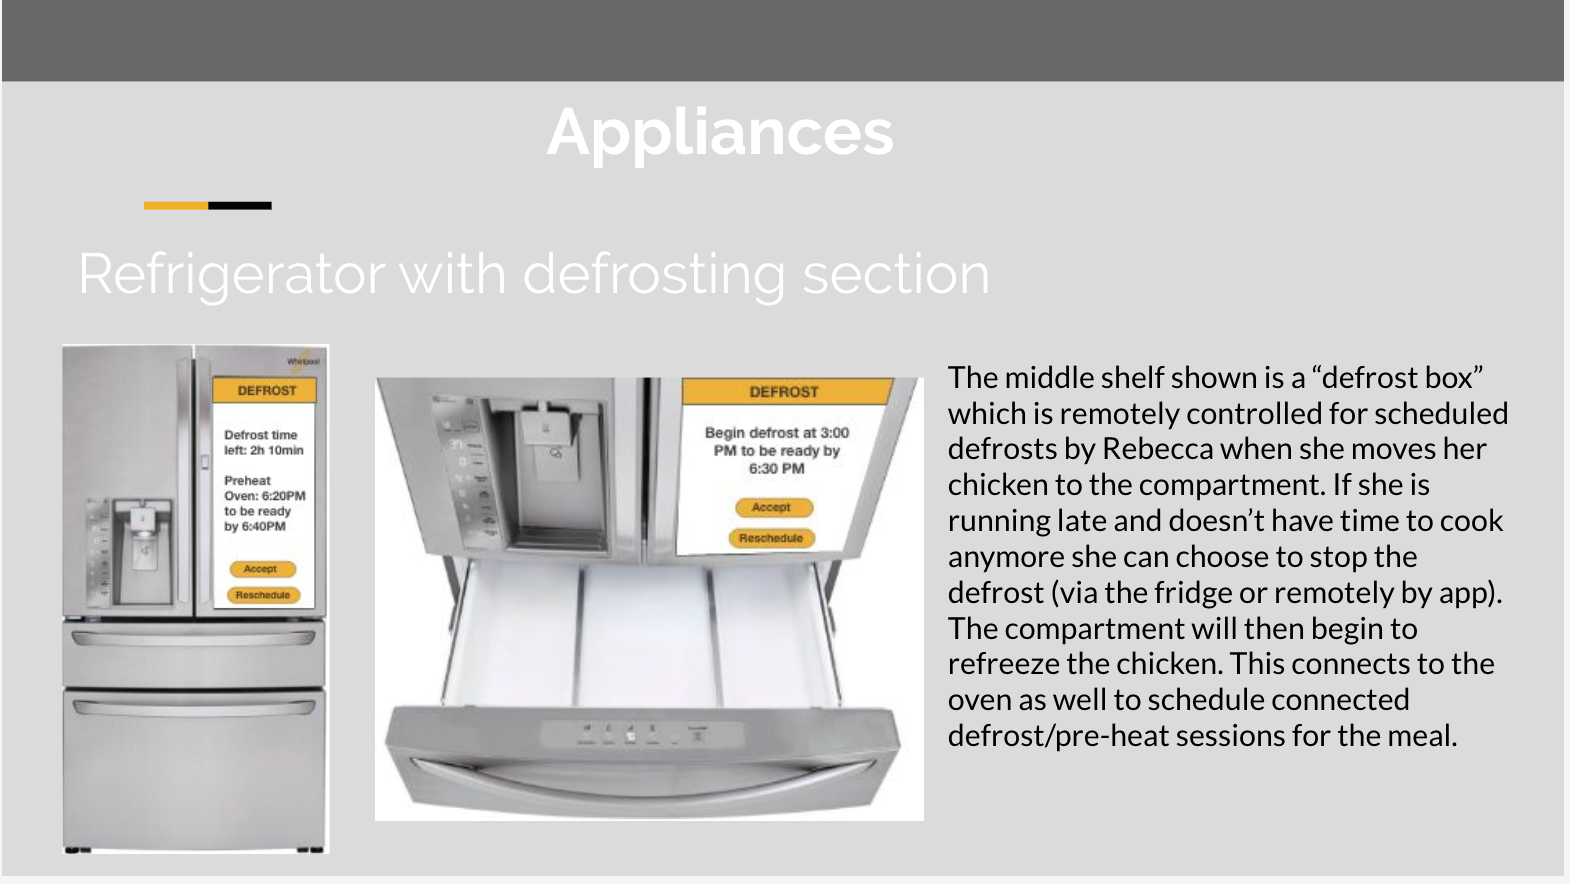 Appliances
Refrigerator with defrosting section
Whirlpool
DEFROST
Defrost time
left: 2h 10min
Preheat
Oven: 6:20PM
to be ready
by 6:40PM
Accept
Reschedule
DEFROST
Begin defrost at 3:00
PM to be ready by
6:30 PM
Accept
Reschedule
The middle shelf shown is a “defrost box”
which is remotely controlled for scheduled
defrosts by Rebecca when she moves her
chicken to the compartment. If she is
running late and doesn’t have time to cook
anymore she can choose to stop the
defrost (via the fridge or remotely by app).
The compartment will then begin to
refreeze the chicken. This connects to the
oven as well to schedule connected
defrost/pre-heat sessions for the meal.